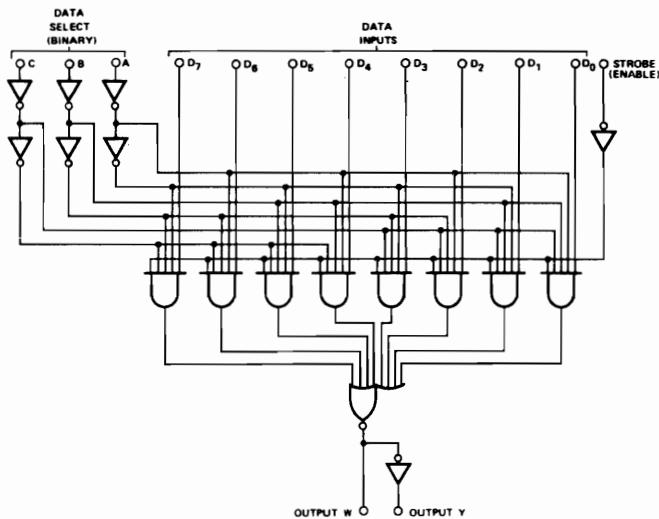 DATA
SELECT
(BINARY)
DATA
INPUTS
C B A D7 D6 D5 D4 D3 D2 D1 D0 STROBE
(ENABLE)
OUTPUT W OUTPUT Y